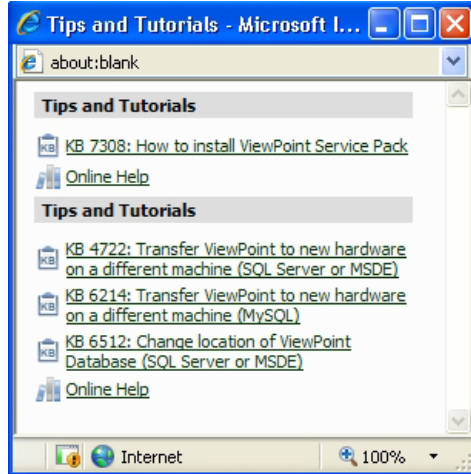 Tips and Tutorials - Microsoft I...
about:blank
Tips and Tutorials
KB 7308: How to install ViewPoint Service Pack
Online Help
Tips and Tutorials
KB 4722: Transfer ViewPoint to new hardware
on a different machine (SQL Server or MSDE)
KB 6214: Transfer ViewPoint to new hardware
on a different machine (MySQL)
KB 6512: Change location of ViewPoint
Database (SQL Server or MSDE)
Online Help
Internet
100%